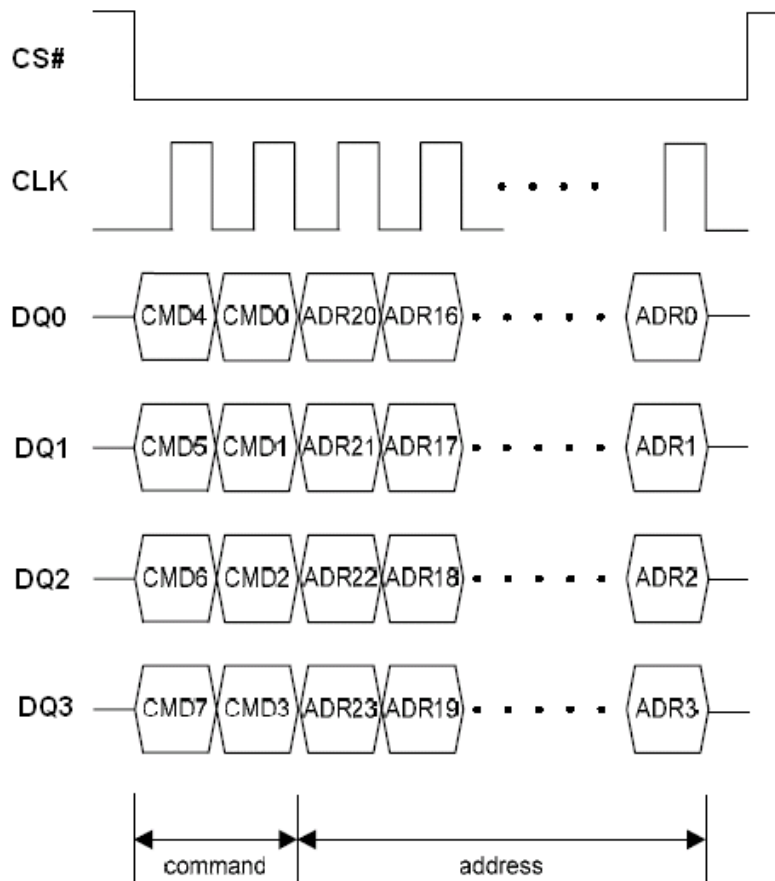 CS#
CLK
DQ0 CMD4 CMD0 ADR20 ADR16 ADR0
DQ1 CMD5 CMD1 ADR21 ADR17 ADR1
DQ2 CMD6 CMD2 ADR22 ADR18 ADR2
DQ3 CMD7 CMD3 ADR23 ADR19 ADR3
command address